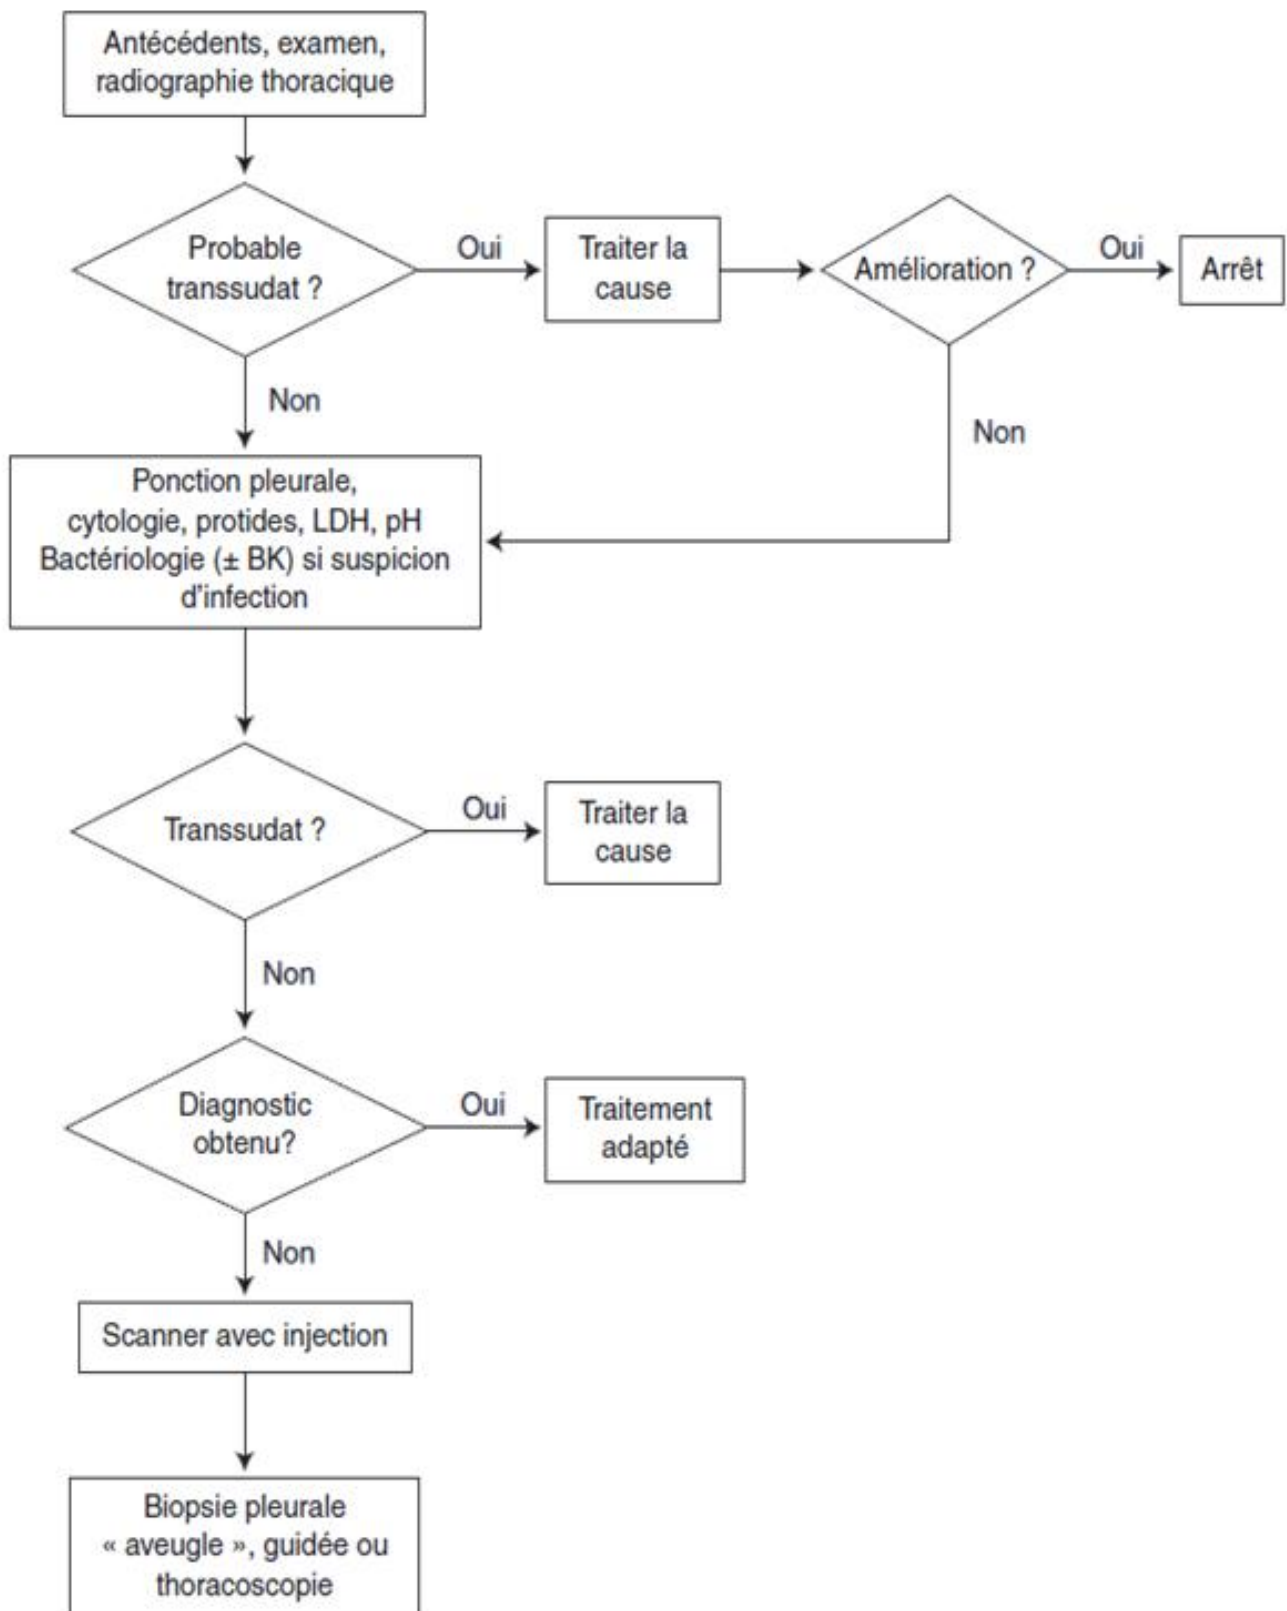 Antécédents, examen,
radiographie thoracique
Probable
transsudat ?
Oui
Traiter la
cause
Amélioration ?
Oui
Arrêt
Non
Non
Ponction pleurale,
cytologie, protides, LDH, pH
Bactériologie (± BK) si suspicion
d'infection
Transsudat ?
Oui
Traiter la
cause
Non
Diagnostic
obtenu?
Oui
Traitement
adapté
Non
Scanner avec injection
Biopsie pleurale
« aveugle », guidée ou
thoracoscopie